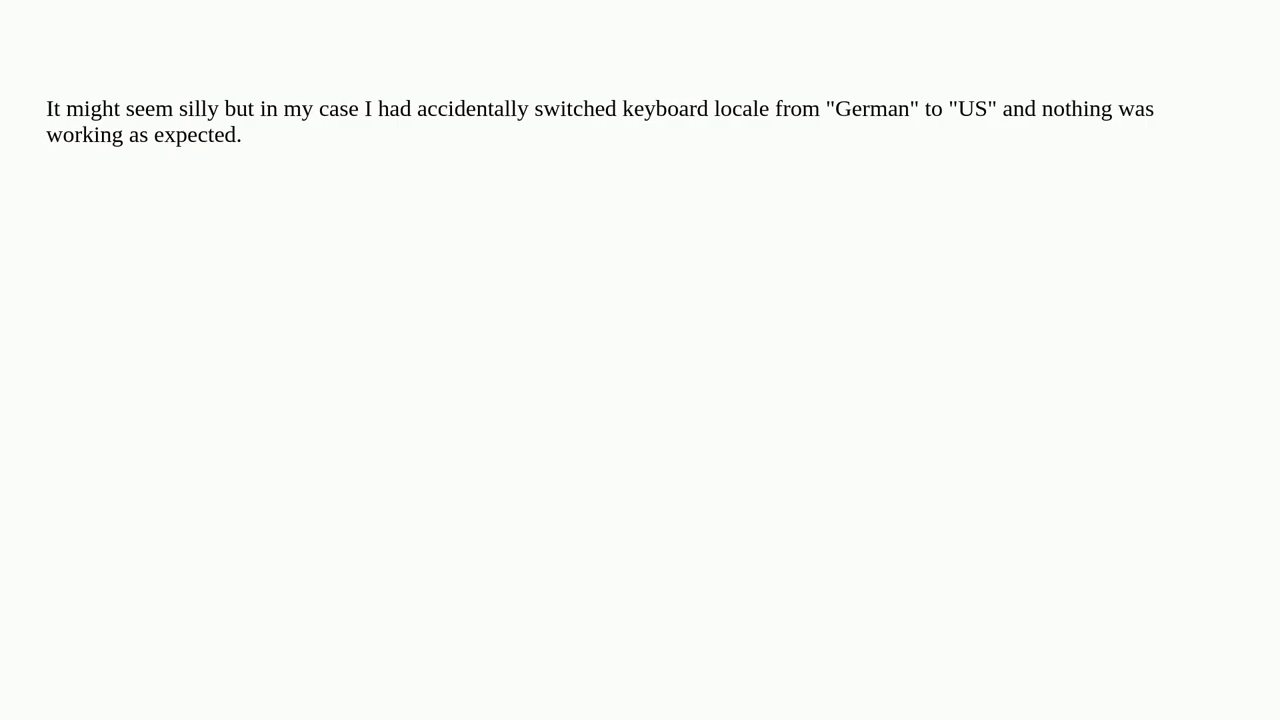 It might seem silly but in my case I had accidentally switched keyboard locale from "German" to "US" and nothing was
working as expected.